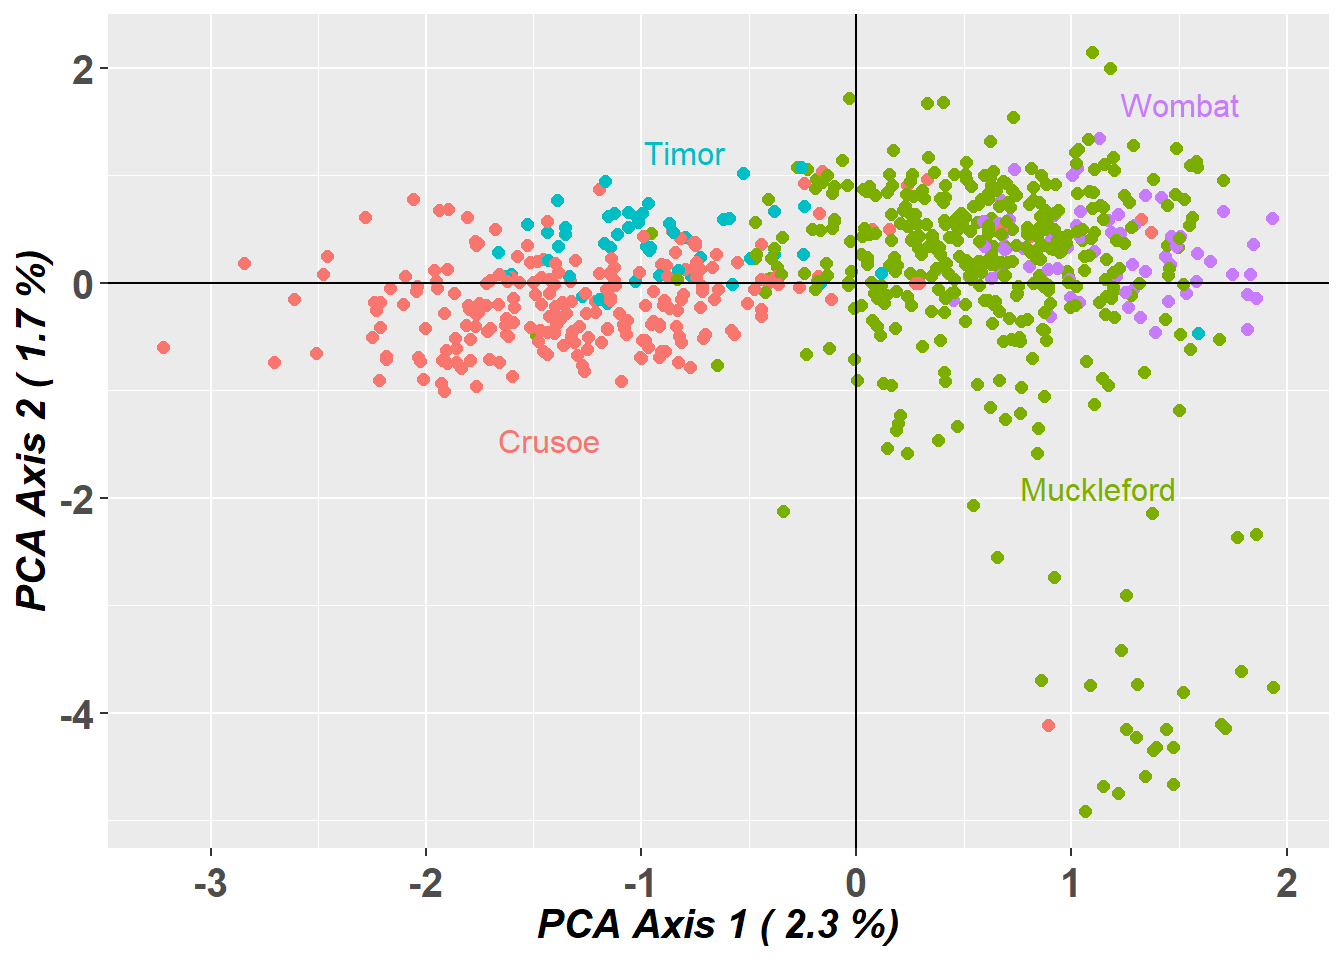 2
Wombat
Timor
0
Crusoe
Muckleford
-2
-4
PCA Axis 2 ( 1.7 %)
-3 -2 -1 0 1 2
PCA Axis 1 ( 2.3 %)